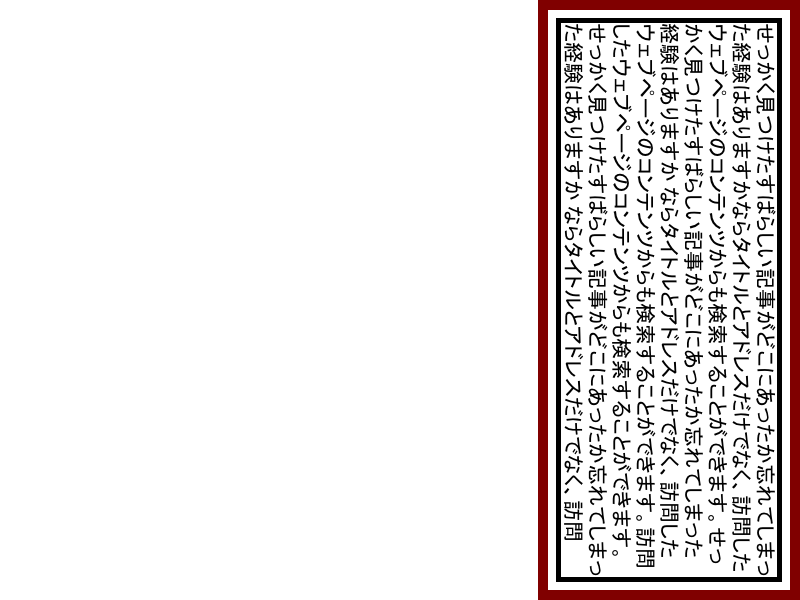 せっかく見つけたすばらしい記事がどこにあったか忘れてしまっ
た経験はありますかならタイトルとアドレスだけでなく、訪問した
ウェブページのコンテンツからも検索することができます。せっ
かく見つけたすばらしい記事がどこにあったか忘れてしまった
経験はありますか ならタイトルとアドレスだけでなく、訪問した
ウェブページのコンテンツからも検索することができます。訪問
したウェブページのコンテンツからも検索することができます。
せっかく見つけたすばらしい記事がどこにあったか忘れてしまっ
た経験はありますか ならタイトルとアドレスだけでなく、訪問